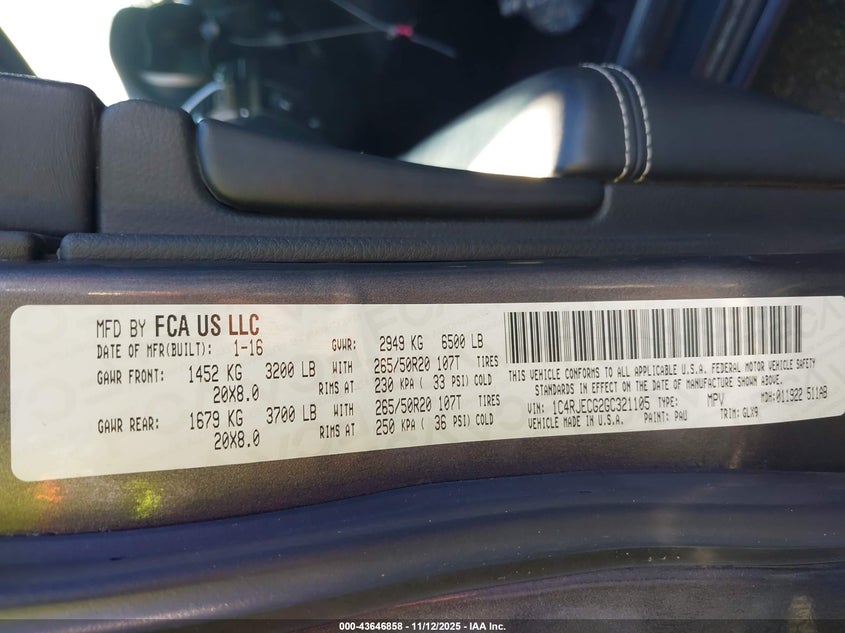 MFD BY FCA US LLC
DATE OF MFR(BUILT): 1-16 GVWR: 2949 KG 6500 LB
GAWR FRONT: 1452 KG 3200 LB WITH 265/50R20 107T TIRES
20X8.0 RIMS AT 230 KPA ( 33 PSI) COLD
GAWR REAR: 1679 KG 3700 LB WITH 265/50R20 107T TIRES
20X8.0 RIMS AT 250 KPA ( 36 PSI) COLD
THIS VEHICLE CONFORMS TO ALL APPLICABLE U.S.A. FEDERAL MOTOR VEHICLE SAFETY
STANDARDS IN EFFECT ON THE DATE OF MANUFACTURE SHOWN ABOVE.
VIN: 1C4RJECG2GC321105 TYPE: MPV MDH:011922 511AB
VEHICLE MADE IN U.S.A. PAINT: PAU TRIM: GLX9
000-43646858 - 11/12/2025 - IAA Inc.